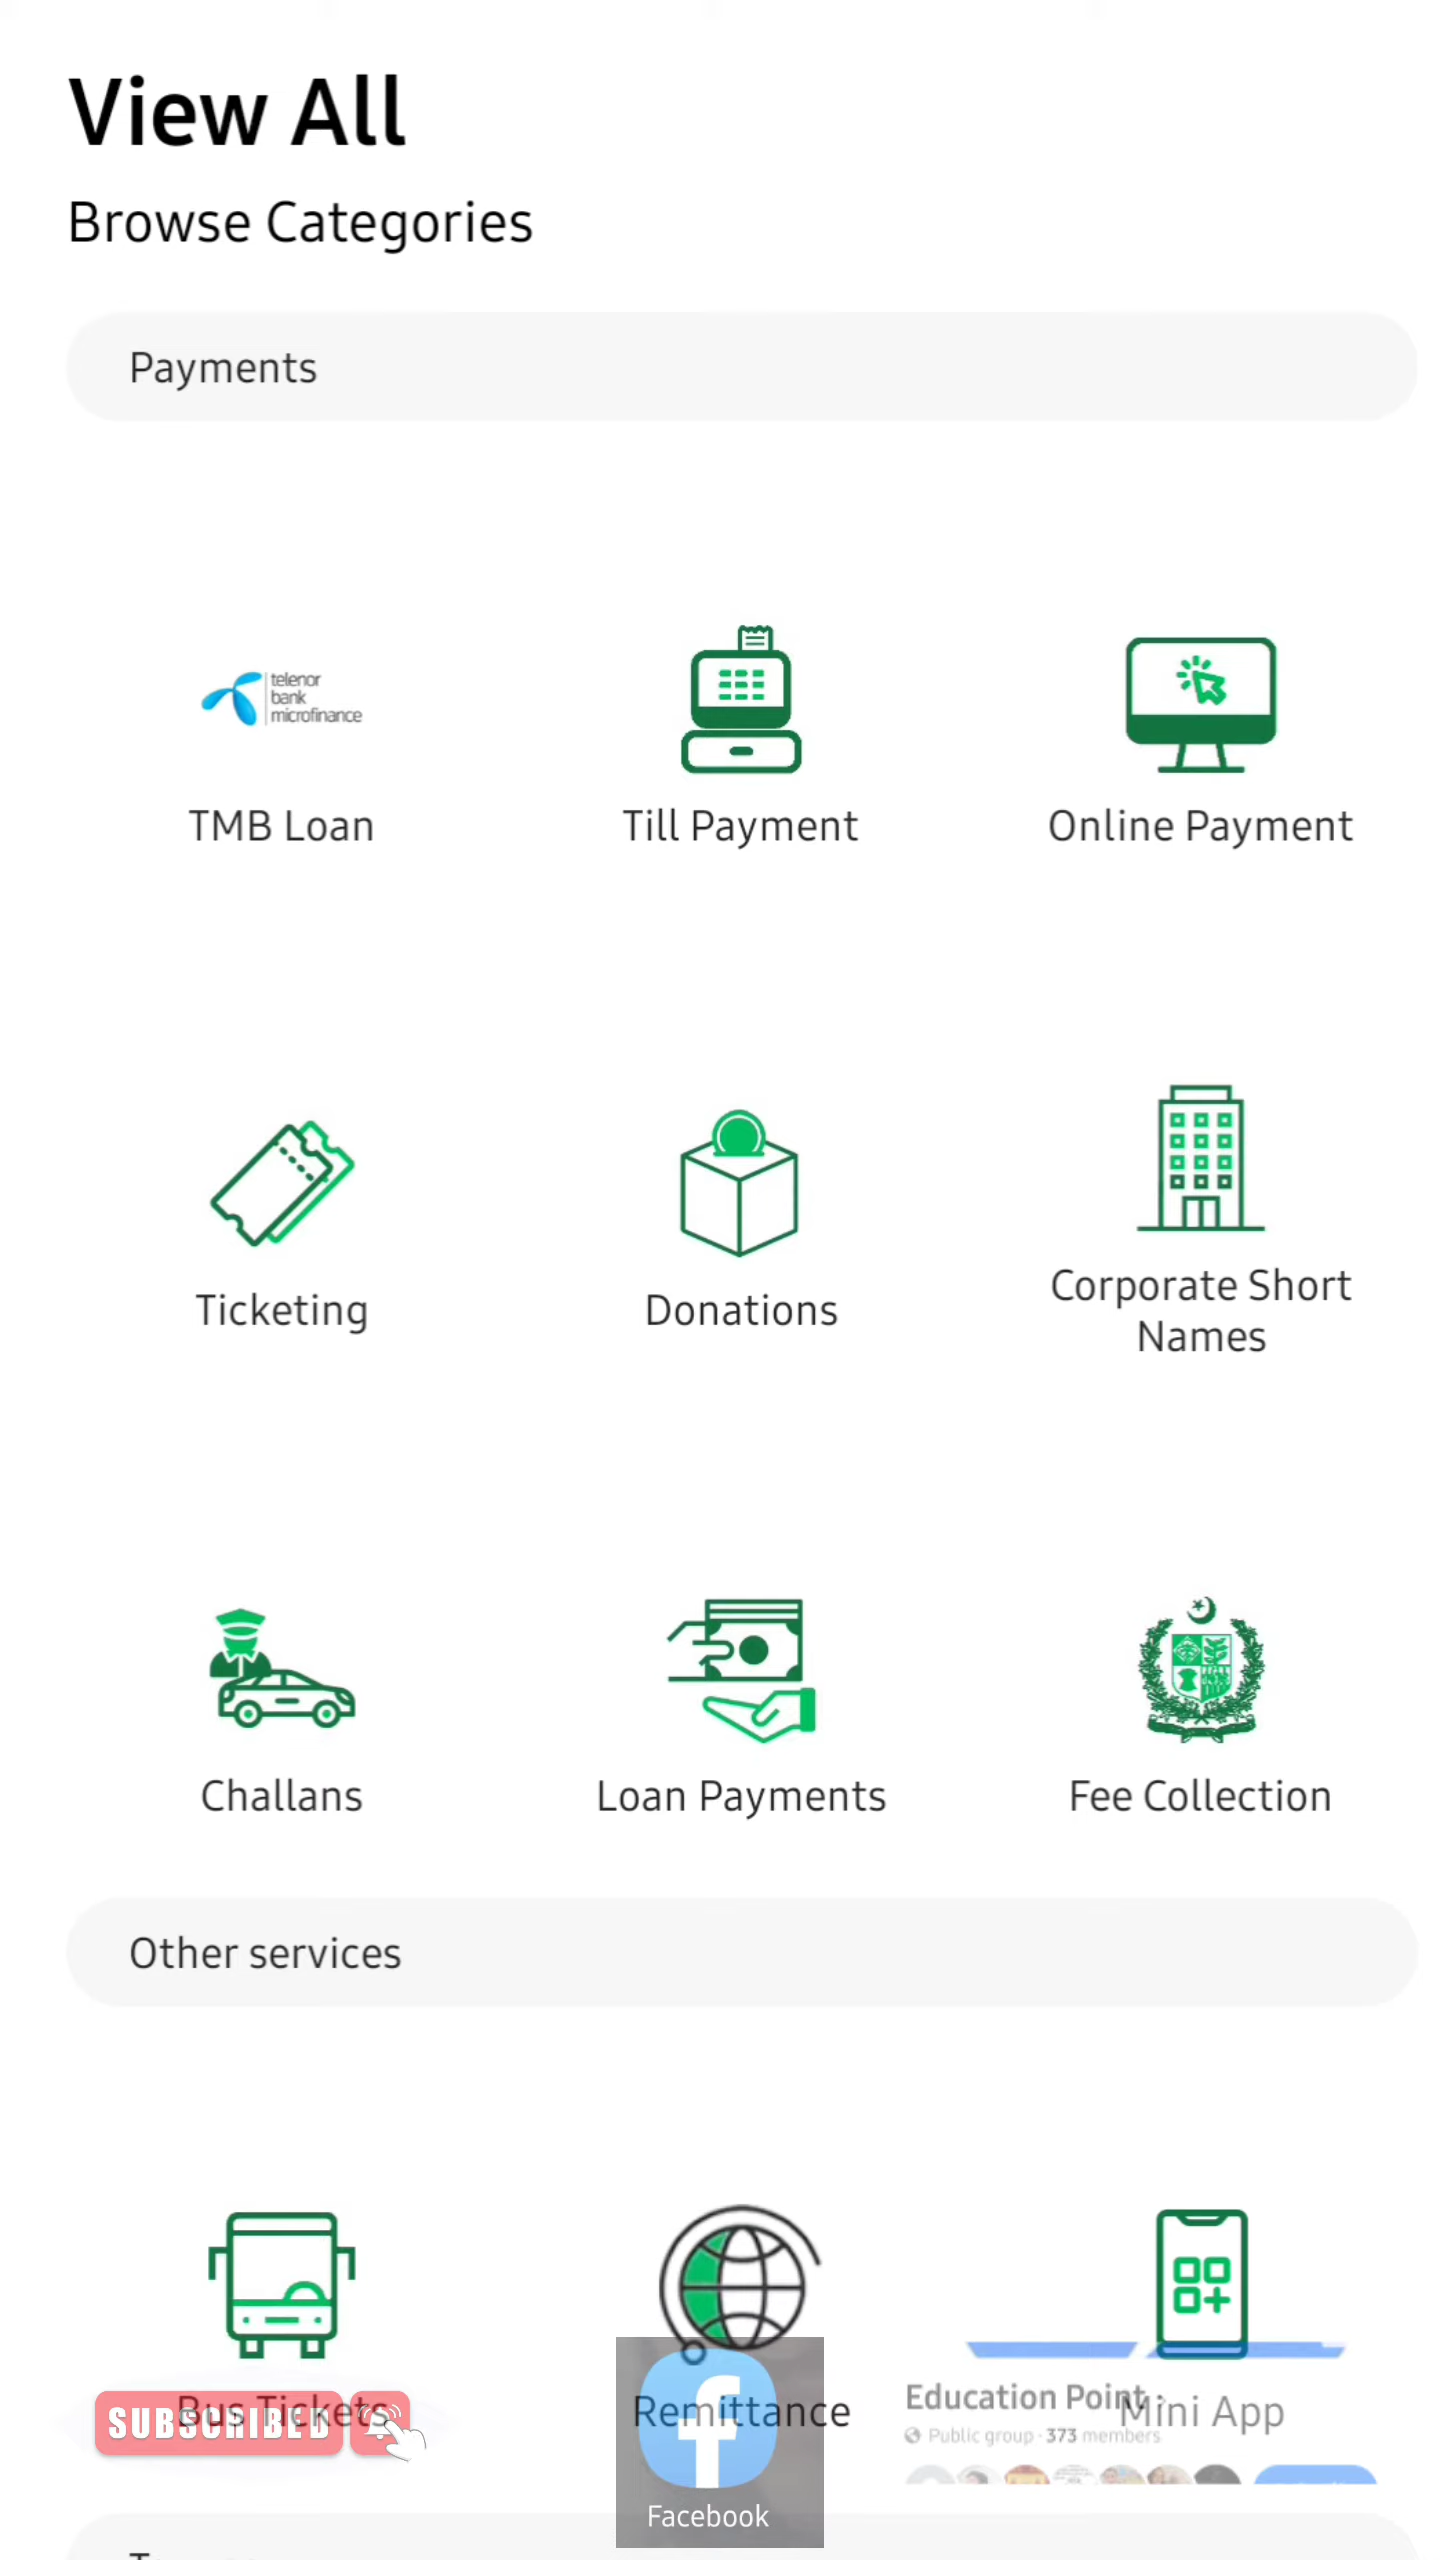 View All
Browse Categories
Payments
telenor
bank
microfinance
TMB Loan
Till Payment
Online Payment
Ticketing
Donations
Corporate Short
Names
Challans
Loan Payments
Fee Collection
Other services
Bus Tickets
SUBSCRIBED
Remittance
Education Point
Mini App
Public group · 373 members
Facebook